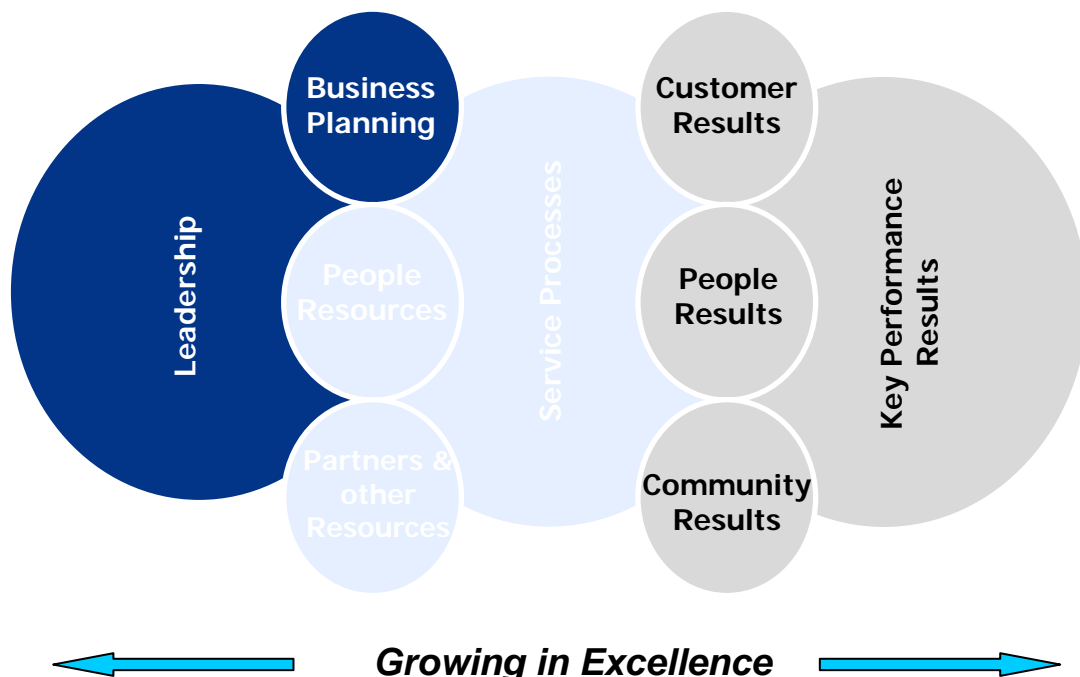 Business
Planning
Customer
Results
Leadership
People
Resources
Service Processes
People
Results
Key Performance
Results
Partners &
other
Resources
Community
Results
Growing in Excellence